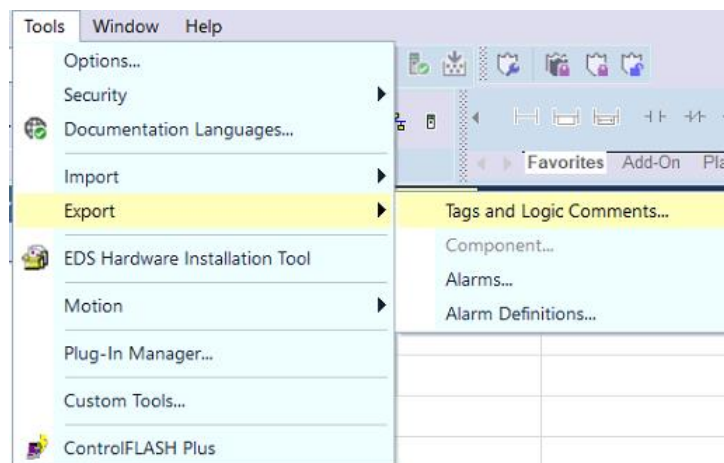 Tools Window Help
Options...
Security
Documentation Languages...
Import
Export
EDS Hardware Installation Tool
Motion
Plug-In Manager...
Custom Tools...
ControlFLASH Plus
Favorites Add-On
Tags and Logic Comments...
Component...
Alarms...
Alarm Definitions...